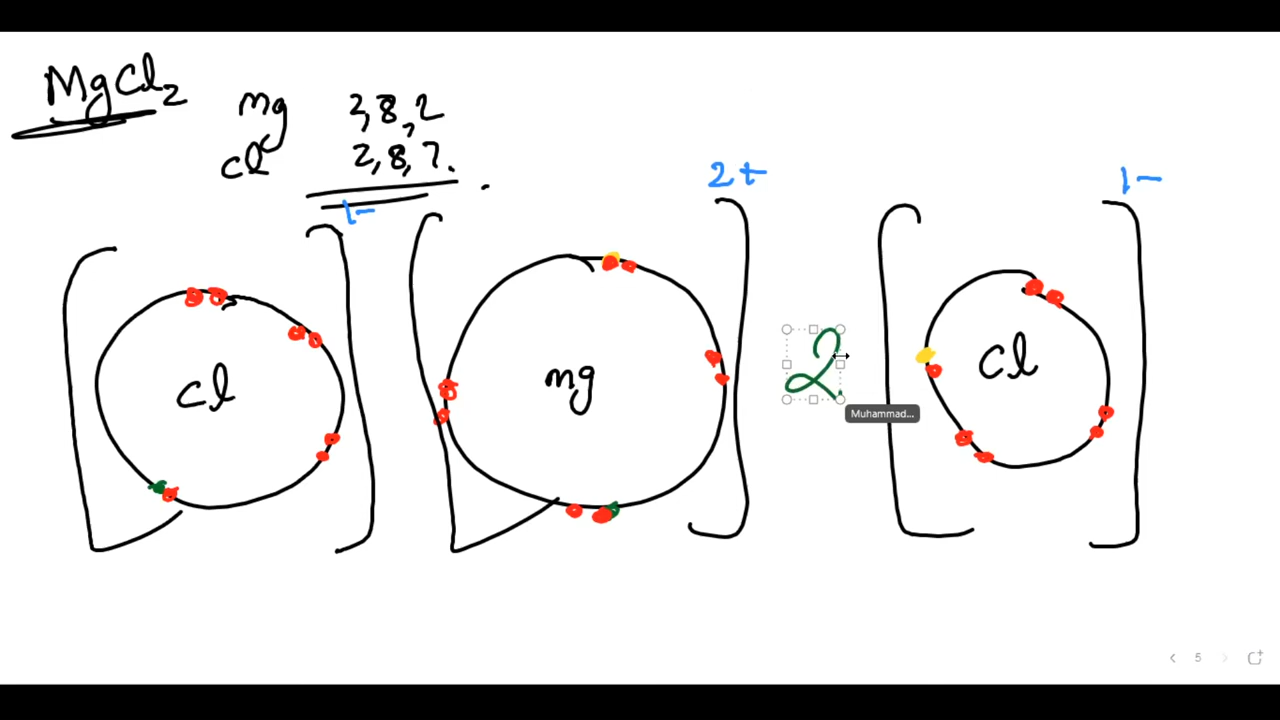 MgCl2
mg 2,8,2
Cl 2,8,7.
1-
2+
1-
Cl
mg
2
Cl
Muhammad...
< 5 >